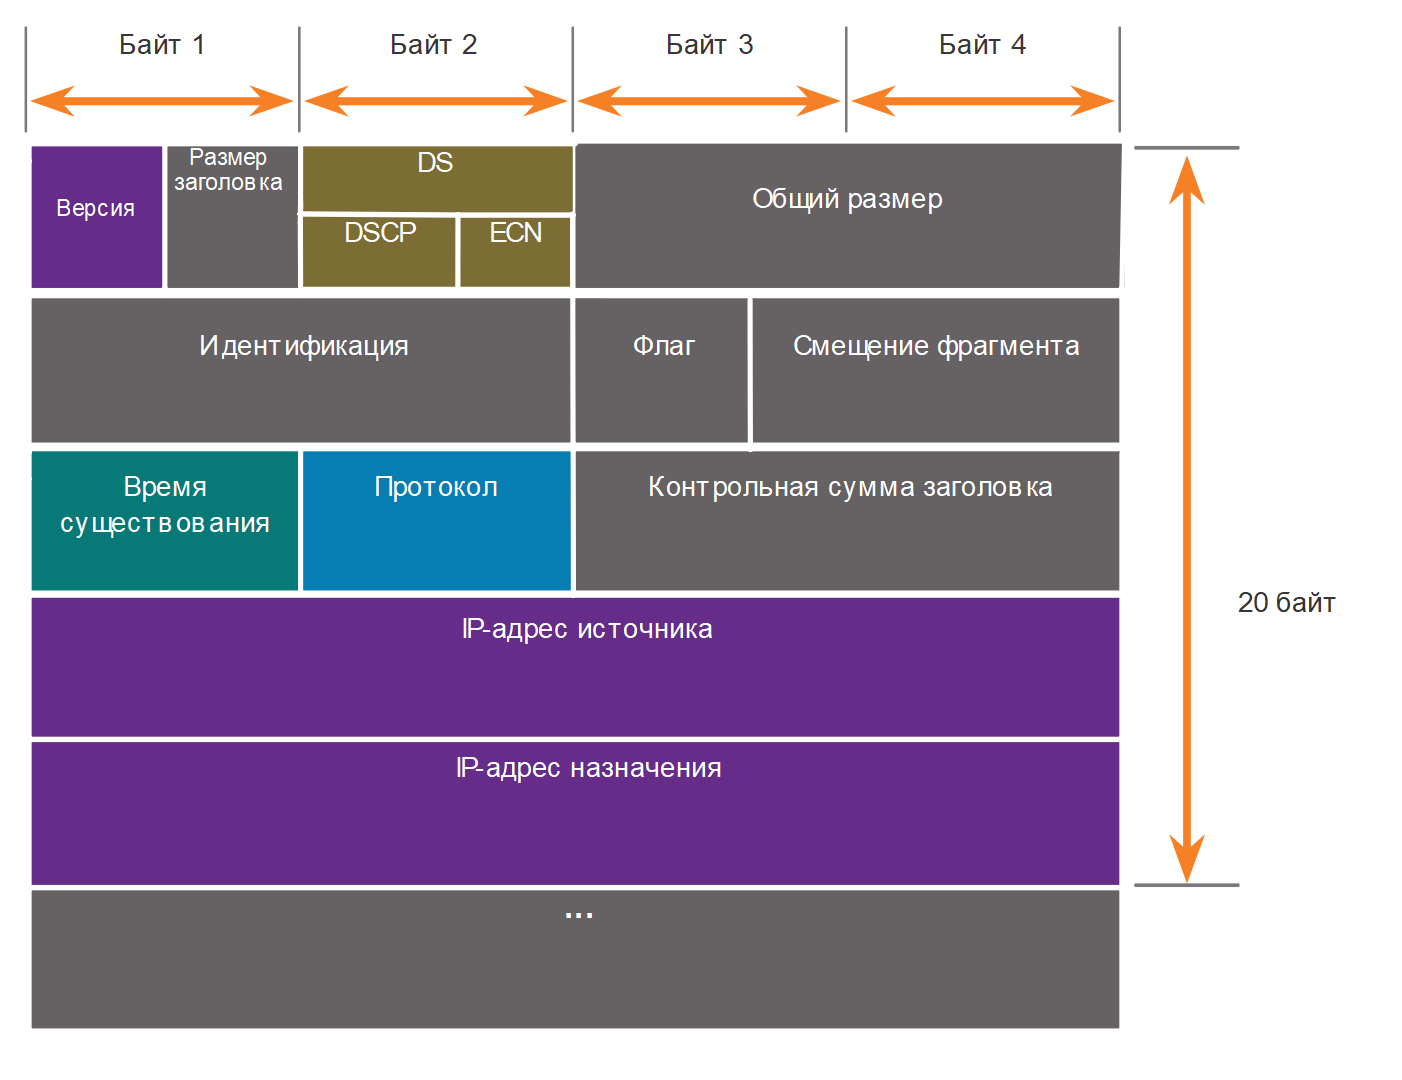 Байт 1
Байт 2
Байт 3
Байт 4
Версия
Размер
заголовка
DS
DSCP
ECN
Общий размер
Идентификация
Флаг
Смещение фрагмента
Время
существования
Протокол
Контрольная сумма заголовка
20 байт
IP-адрес источника
IP-адрес назначения
...